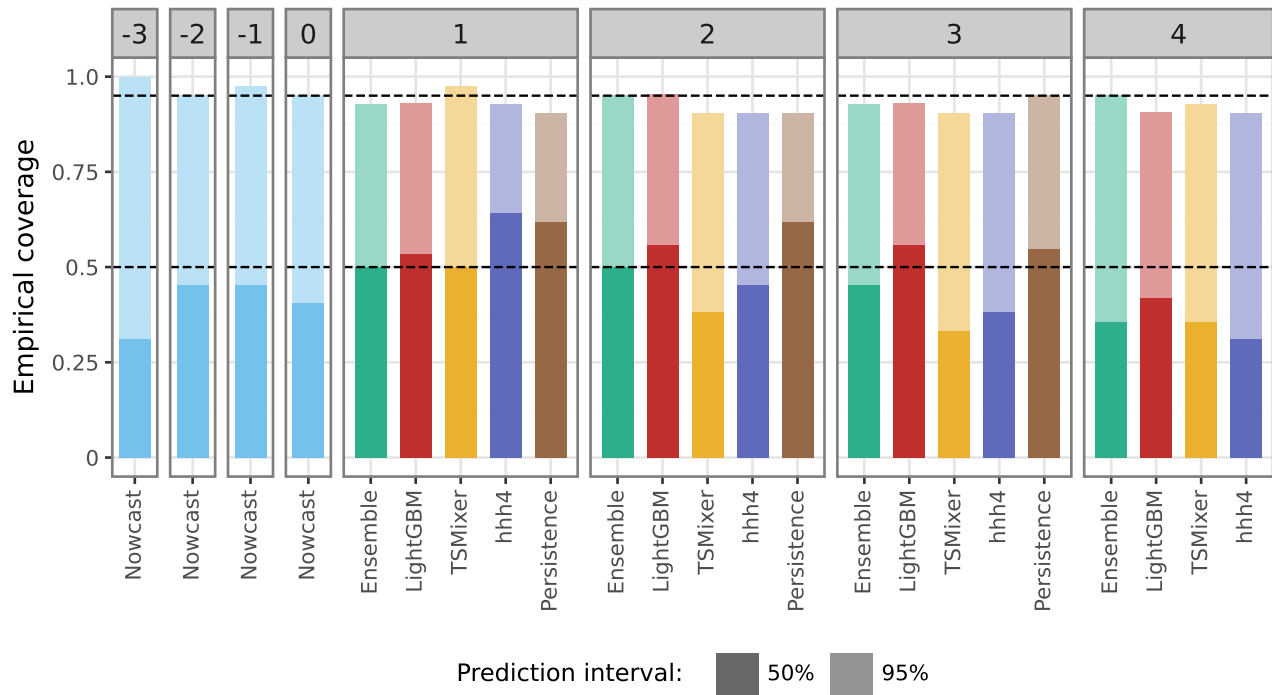 -3 -2 -1 0 1 2 3 4
1.0
0.75
0.5
0.25
0
Empirical coverage
Nowcast Nowcast Nowcast Nowcast Ensemble LightGBM TSMixer hhh4 Persistence Ensemble LightGBM TSMixer hhh4 Persistence Ensemble LightGBM TSMixer hhh4 Persistence Ensemble LightGBM TSMixer hhh4
Prediction interval: 50% 95%